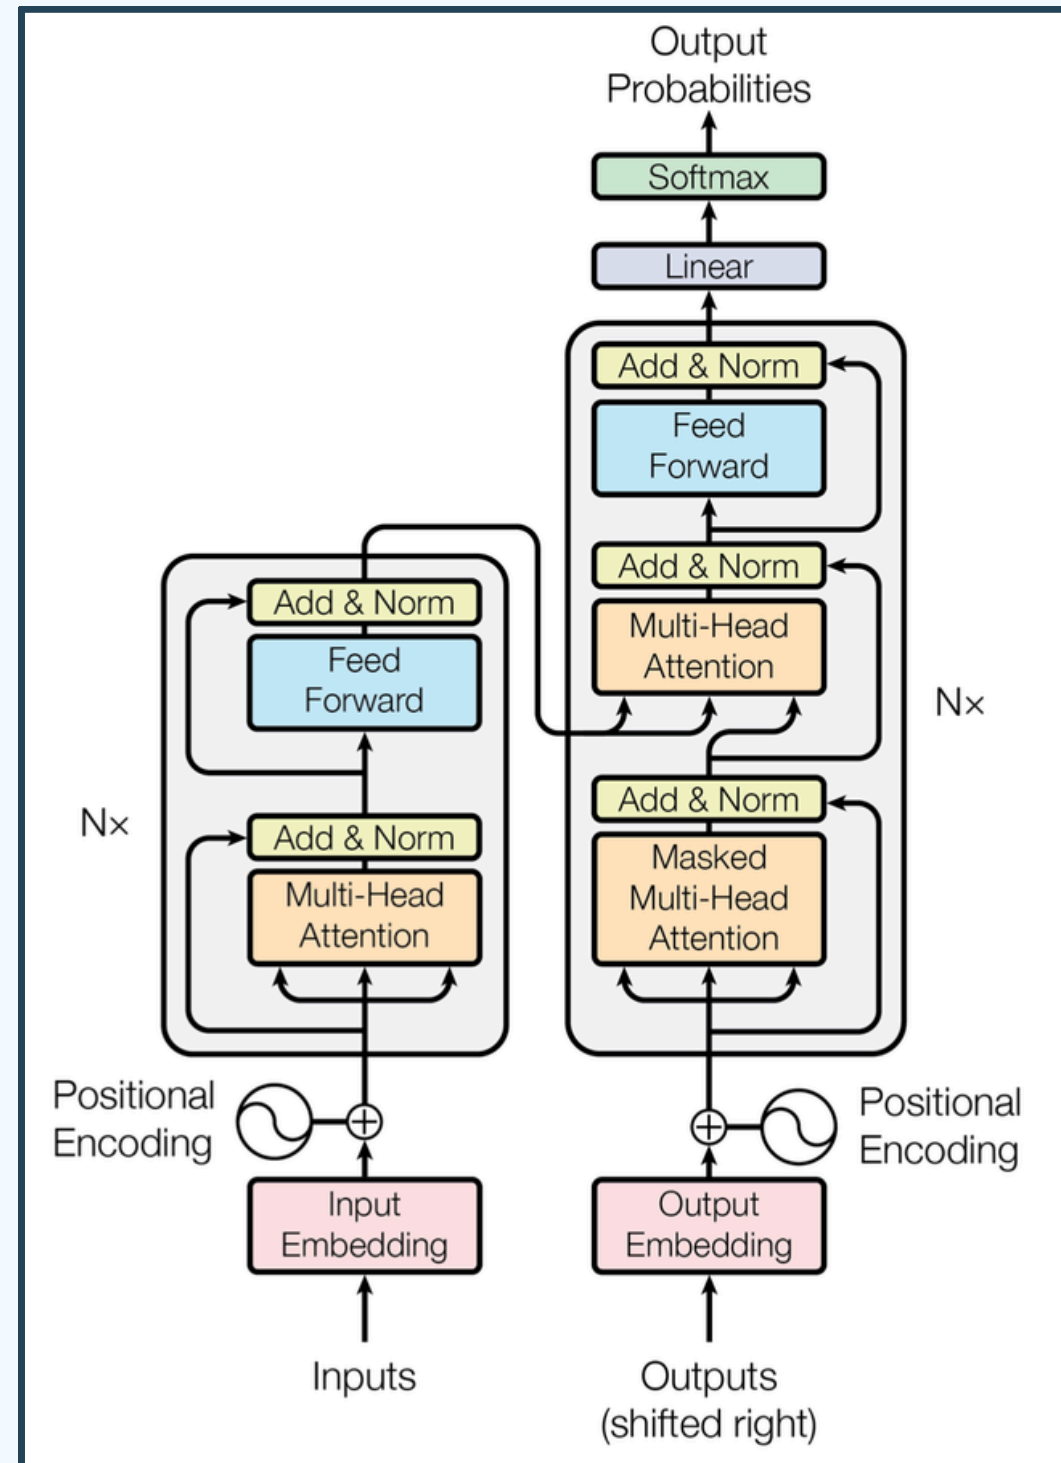 Output
Probabilities
Softmax
Linear
Add & Norm
Feed
Forward
Add & Norm
Multi-Head
Attention
Nx
Add & Norm
Masked
Multi-Head
Attention
Add & Norm
Feed
Forward
Nx
Add & Norm
Multi-Head
Attention
Positional
Encoding
Positional
Encoding
Input
Embedding
Output
Embedding
Inputs
Outputs
(shifted right)